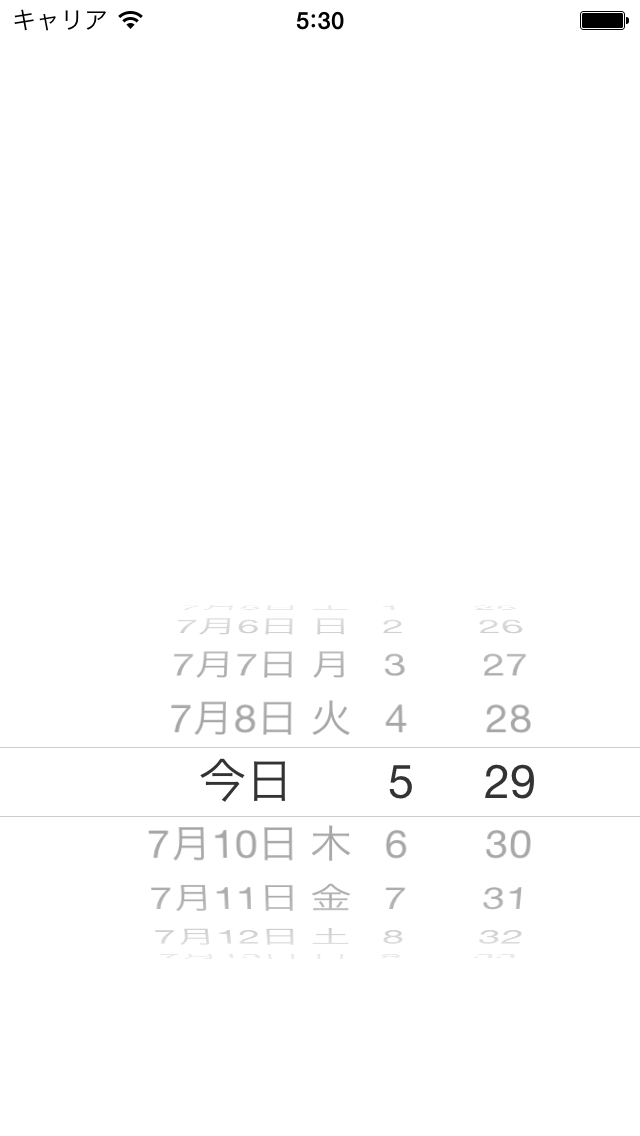 キャリア 5:30
7月6日 日 2 26
7月7日 月 3 27
7月8日 火 4 28
今日 5 29
7月10日 木 6 30
7月11日 金 7 31
7月12日 土 8 32